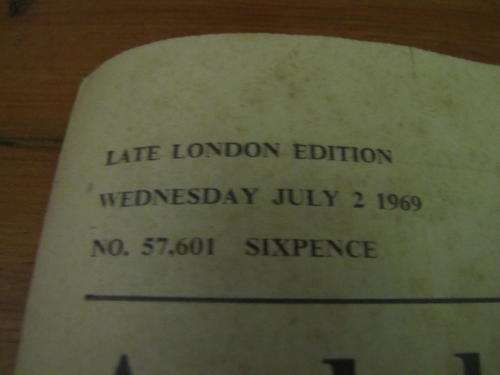 LATE LONDON EDITION
WEDNESDAY JULY 2 1969
NO. 57,601 SIXPENCE